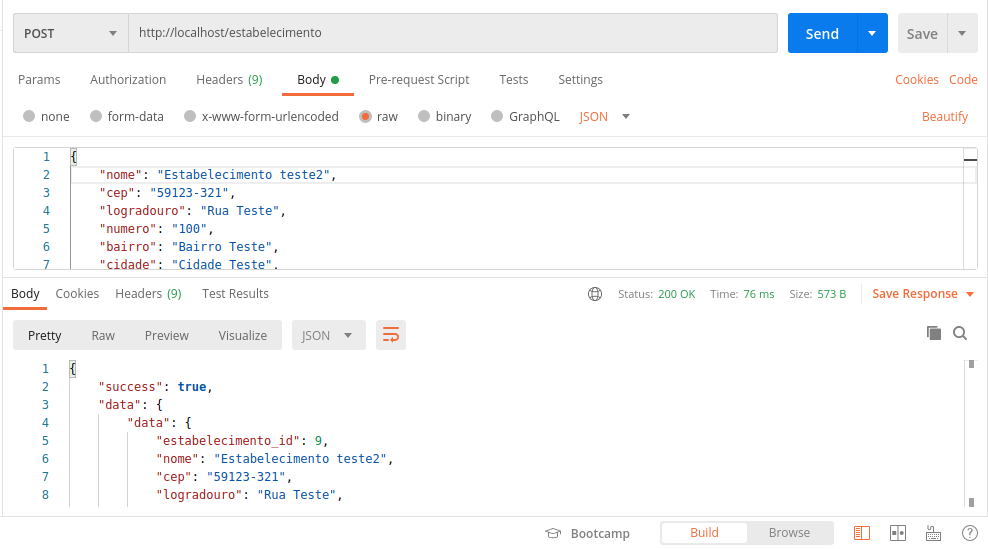 POST http://localhost/estabelecimento Send Save
Params Authorization Headers (9) Body Pre-request Script Tests Settings Cookies Code
none form-data x-www-form-urlencoded raw binary GraphQL JSON Beautify
1 {
2 "nome": "Estabelecimento teste2",
3 "cep": "59123-321",
4 "logradouro": "Rua Teste",
5 "numero": "100",
6 "bairro": "Bairro Teste",
7 "cidade": "Cidade Teste",
Body Cookies Headers (9) Test Results Status: 200 OK Time: 76 ms Size: 573 B Save Response
Pretty Raw Preview Visualize JSON
1 {
2 "success": true,
3 "data": {
4 "data": {
5 "estabelecimento_id": 9,
6 "nome": "Estabelecimento teste2",
7 "cep": "59123-321",
8 "logradouro": "Rua Teste",
Bootcamp Build Browse ?